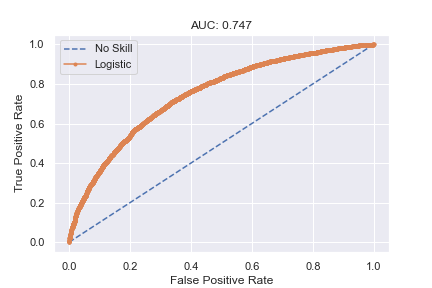 AUC: 0.747
No Skill
Logistic
True Positive Rate
1.0
0.8
0.6
0.4
0.2
0.0
0.0 0.2 0.4 0.6 0.8 1.0
False Positive Rate